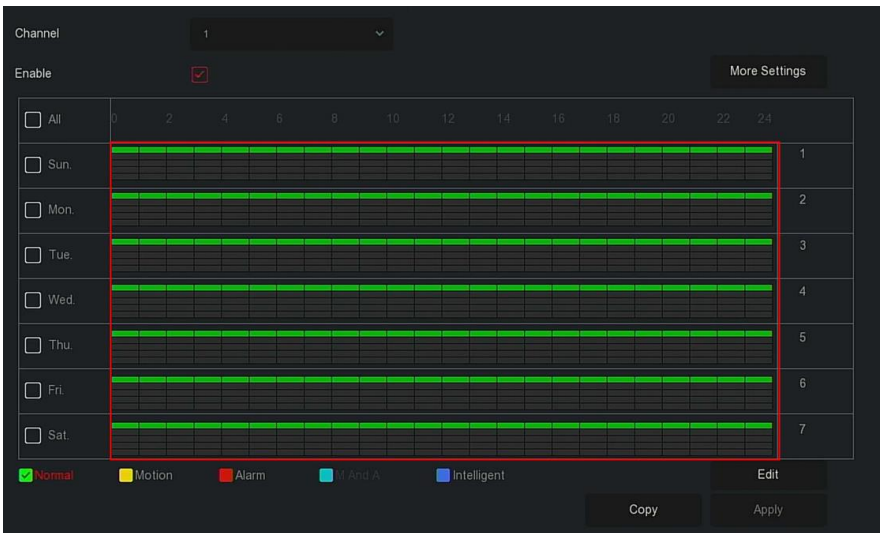 Channel 1
Enable More Settings
All 0 2 4 6 8 10 12 14 16 18 20 22 24
Sun. 1
Mon. 2
Tue. 3
Wed. 4
Thu. 5
Fri. 6
Sat. 7
Normal Motion Alarm M And A Intelligent Edit
Copy Apply